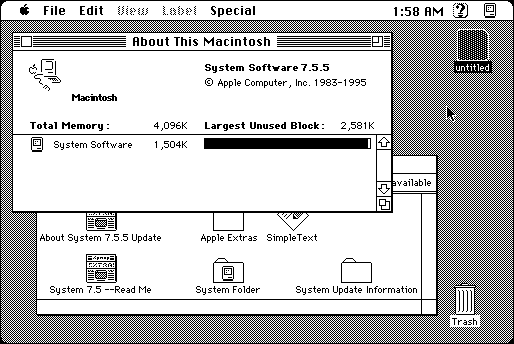 File Edit View Label Special 1:58 AM
About This Macintosh
System Software 7.5.5
© Apple Computer, Inc. 1983-1995
Macintosh
Total Memory : 4,096K Largest Unused Block : 2,581K
System Software 1,504K
untitled
available
About System 7.5.5 Update Apple Extras SimpleText
System 7.5 --Read Me System Folder System Update Information
Trash